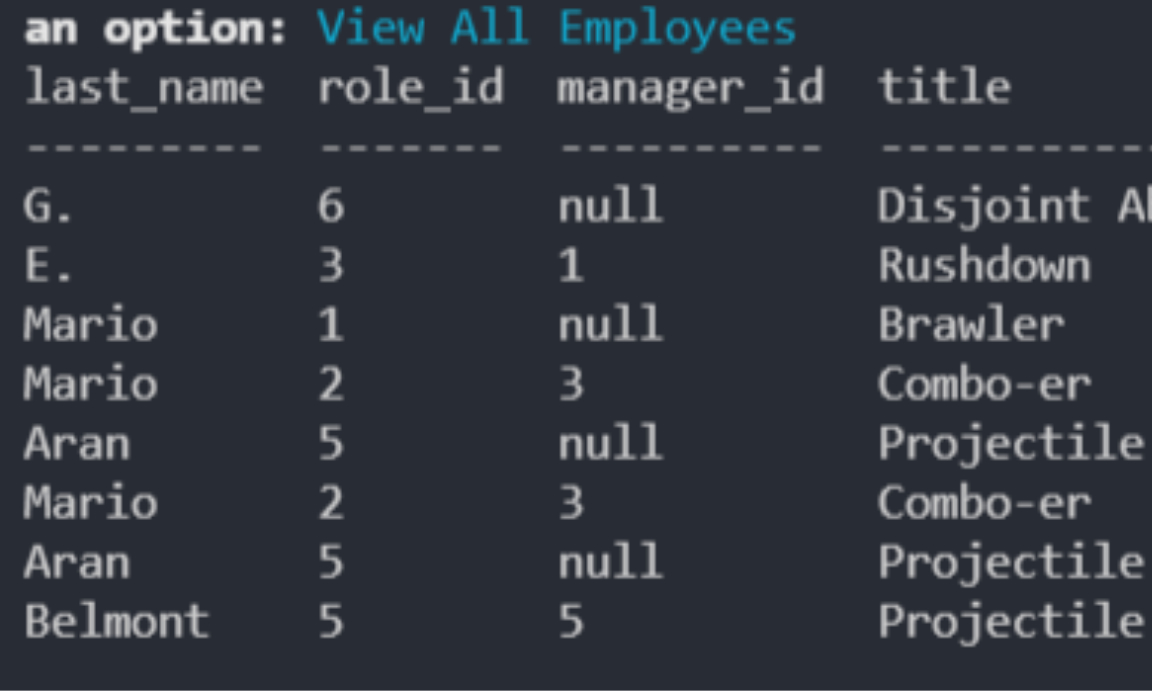 an option: View All Employees
last_name role_id manager_id title
--------- ------- ---------- ----------
G. 6 null Disjoint
E. 3 1 Rushdown
Mario 1 null Brawler
Mario 2 3 Combo-er
Aran 5 null Projectile
Mario 2 3 Combo-er
Aran 5 null Projectile
Belmont 5 5 Projectile